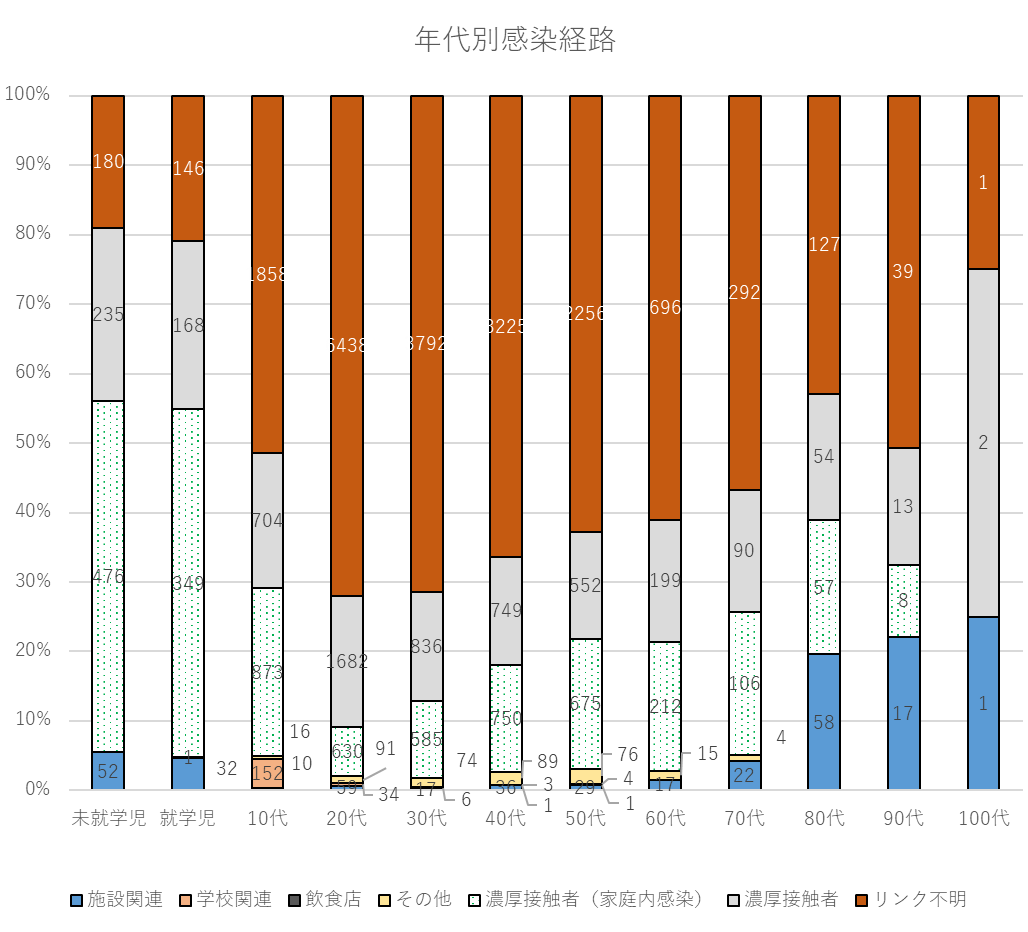 年代別感染経路
100%
90%
80%
70%
60%
50%
40%
30%
20%
10%
0%
180 146 1858 6438 3792 3225 2256 696 292 127 39 1
235 168 704 1682 836 749 552 199 90 54 13 2
476 349 873 630 585 750 675 212 106 57 8
16 91 74 89 76 15 4
1 32 10 34 6 3 4
1 1
52 152 59 17 36 29 17 22 58 17 1
未就学児 就学児 10代 20代 30代 40代 50代 60代 70代 80代 90代 100代
施設関連 学校関連 飲食店 その他 濃厚接触者（家庭内感染） 濃厚接触者 リンク不明